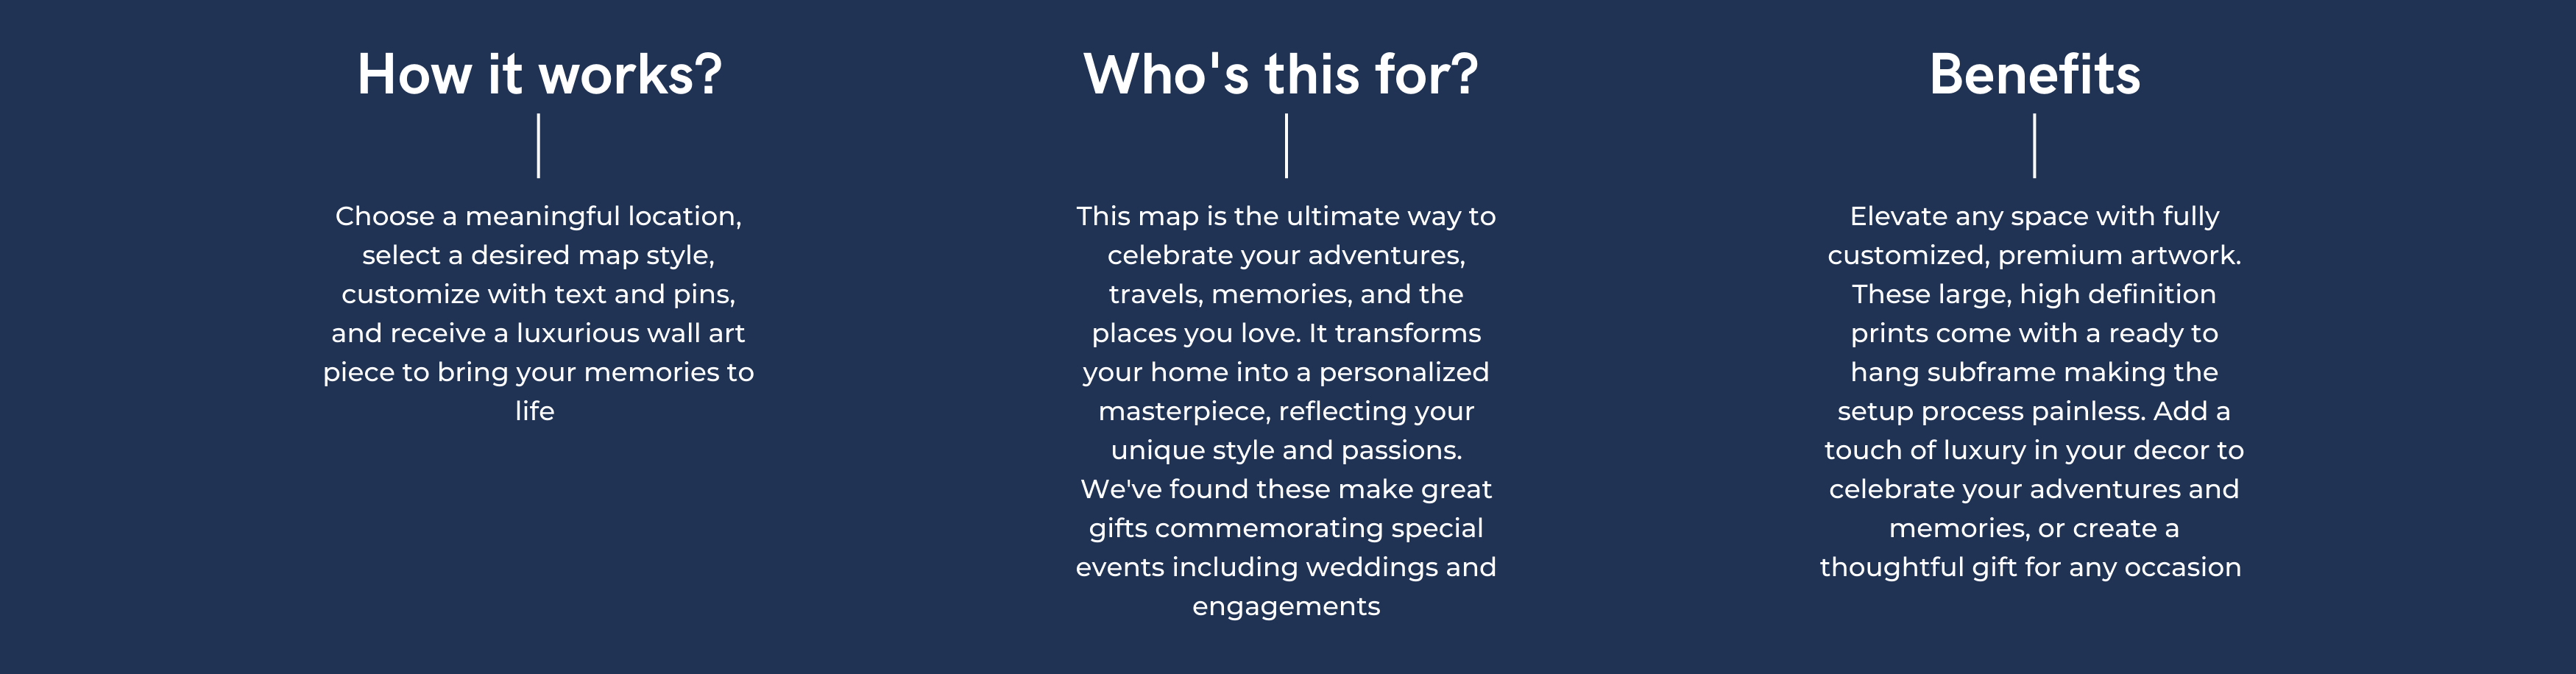 How it works?
Choose a meaningful location,
select a desired map style,
customize with text and pins,
and receive a luxurious wall art
piece to bring your memories to
life
Who's this for?
This map is the ultimate way to
celebrate your adventures,
travels, memories, and the
places you love. It transforms
your home into a personalized
masterpiece, reflecting your
unique style and passions.
We've found these make great
gifts commemorating special
events including weddings and
engagements
Benefits
Elevate any space with fully
customized, premium artwork.
These large, high definition
prints come with a ready to
hang subframe making the
setup process painless. Add a
touch of luxury in your decor to
celebrate your adventures and
memories, or create a
thoughtful gift for any occasion